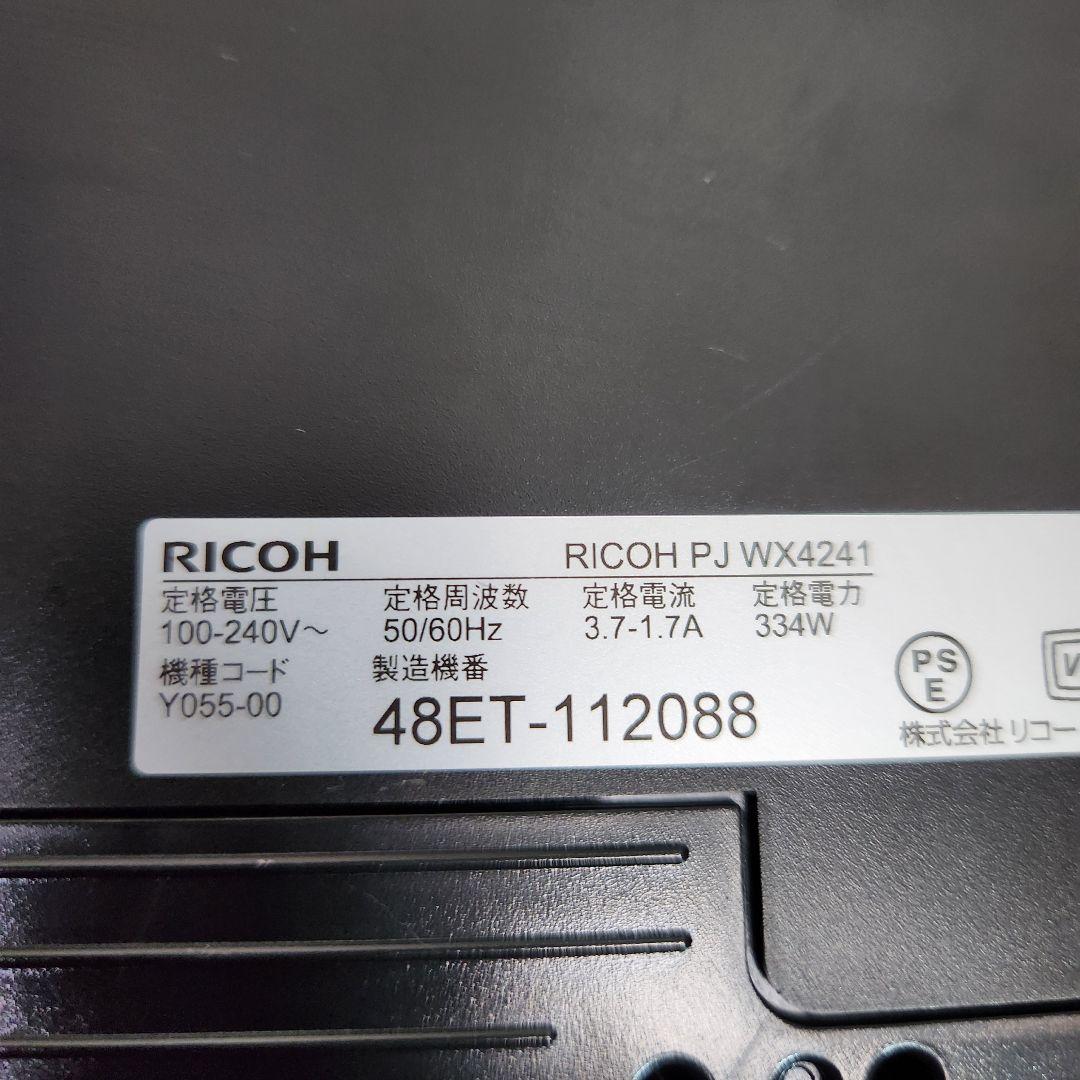 RICOH RICOH PJ WX4241
定格電圧 定格周波数 定格電流 定格電力
100-240V～ 50/60Hz 3.7-1.7A 334W
機種コード 製造機番
Y055-00 48ET-112088
PS
E
株式会社リコー